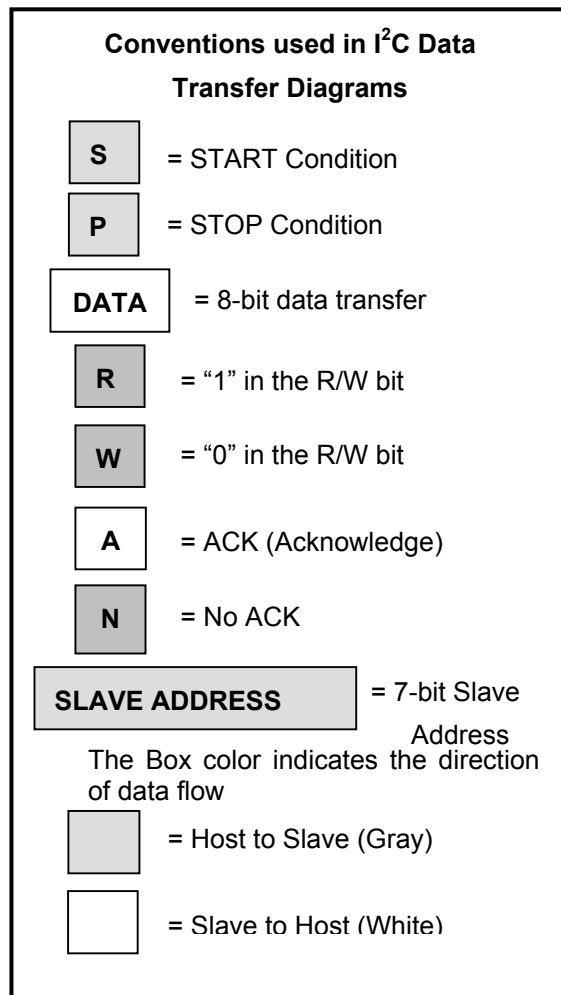 Conventions used in I²C Data
Transfer Diagrams
S = START Condition
P = STOP Condition
DATA = 8-bit data transfer
R = “1” in the R/W bit
W = “0” in the R/W bit
A = ACK (Acknowledge)
N = No ACK
SLAVE ADDRESS = 7-bit Slave
Address
The Box color indicates the direction
of data flow
= Host to Slave (Gray)
= Slave to Host (White)